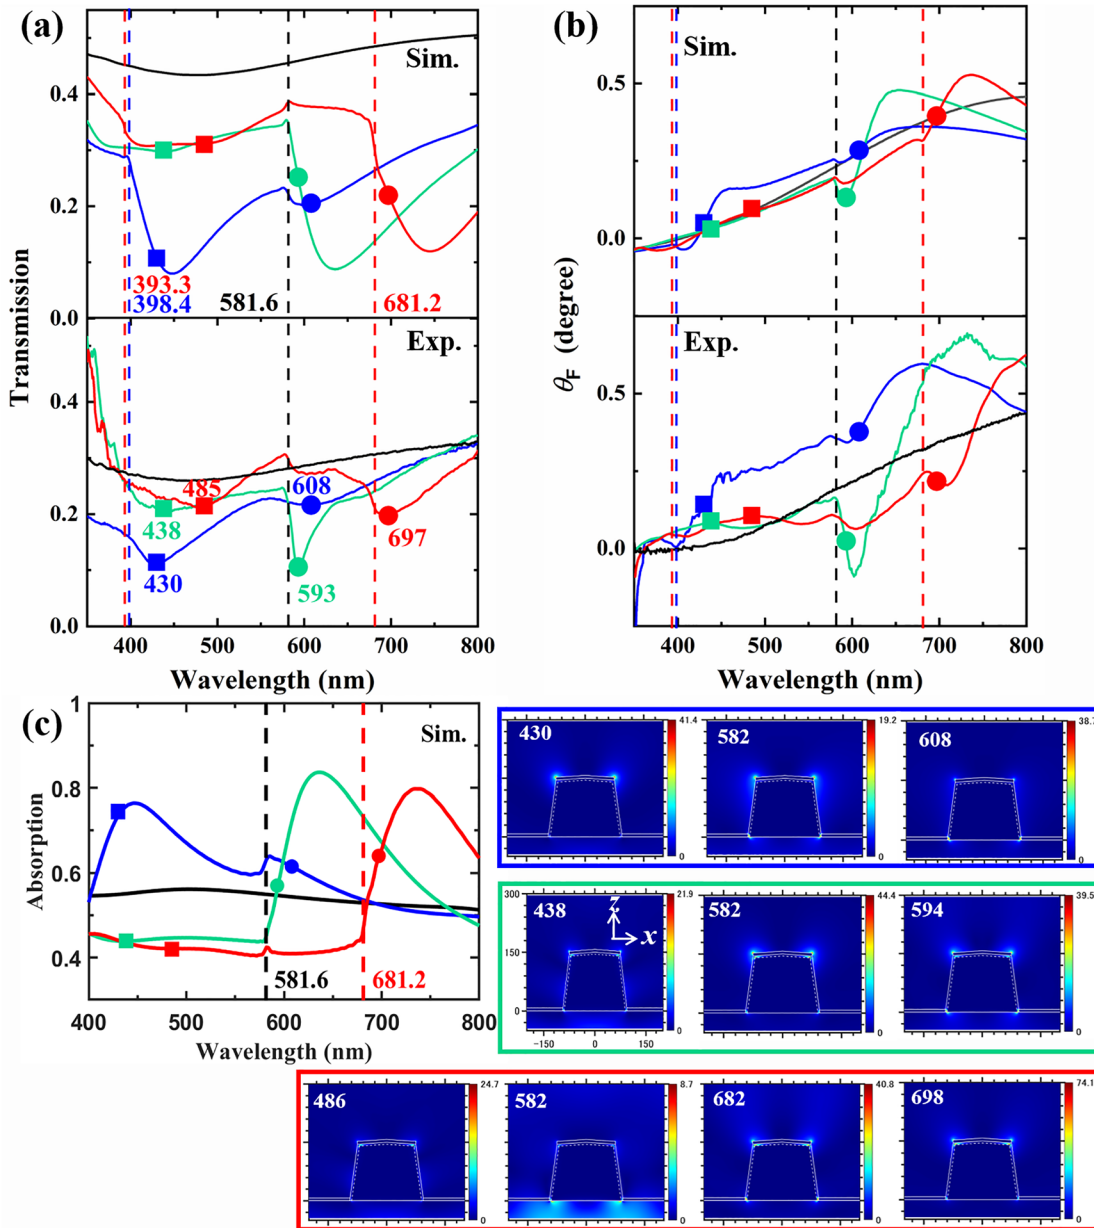 (a)
Sim.
0.4
0.2
0.0
393.3
398.4
581.6
681.2
Transmission
Exp.
0.4
0.2
0.0
485
608
438
697
430
593
400 500 600 700 800
Wavelength (nm)
(b)
Sim.
0.5
0.0
θF (degree)
Exp.
0.5
0.0
400 500 600 700 800
Wavelength (nm)
(c)
Sim.
1
0.8
0.6
0.4
Absorption
581.6
681.2
400 500 600 700 800
Wavelength (nm)
430 41.4 0
582 19.2 0
608 38.7 0
438 21.9 0
z
x
300
150
0
-150 0 150
582 44.4 0
594 39.5 0
486 24.7 0
582 8.7 0
682 40.8 0
698 74.1 0